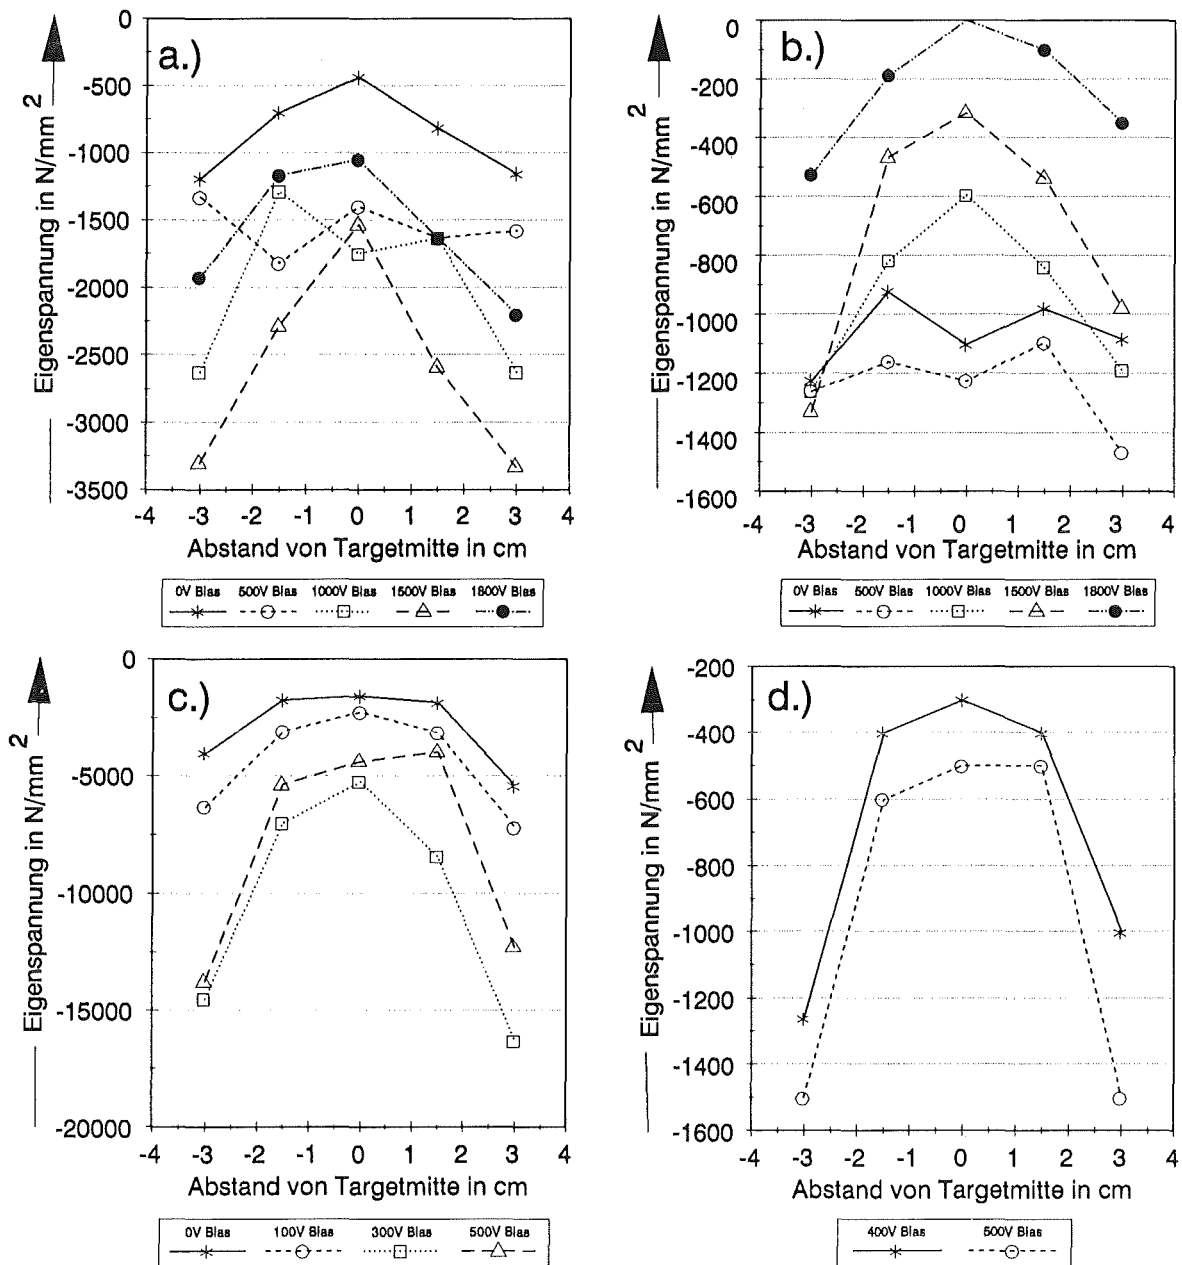 a.)
Eigenspannung in N/mm 2
0
-500
-1000
-1500
-2000
-2500
-3000
-3500
-4 -3 -2 -1 0 1 2 3 4
Abstand von Targetmitte in cm
0V Bias 500V Bias 1000V Bias 1500V Bias 1800V Bias
b.)
Eigenspannung in N/mm 2
0
-200
-400
-600
-800
-1000
-1200
-1400
-1600
-4 -3 -2 -1 0 1 2 3 4
Abstand von Targetmitte in cm
0V Bias 500V Bias 1000V Bias 1500V Bias 1800V Bias
c.)
Eigenspannung in N/mm 2
0
-5000
-10000
-15000
-20000
-4 -3 -2 -1 0 1 2 3 4
Abstand von Targetmitte in cm
0V Bias 100V Bias 300V Bias 500V Bias
d.)
Eigenspannung in N/mm 2
-200
-400
-600
-800
-1000
-1200
-1400
-1600
-4 -3 -2 -1 0 1 2 3 4
Abstand von Targetmitte in cm
400V Bias 500V Bias